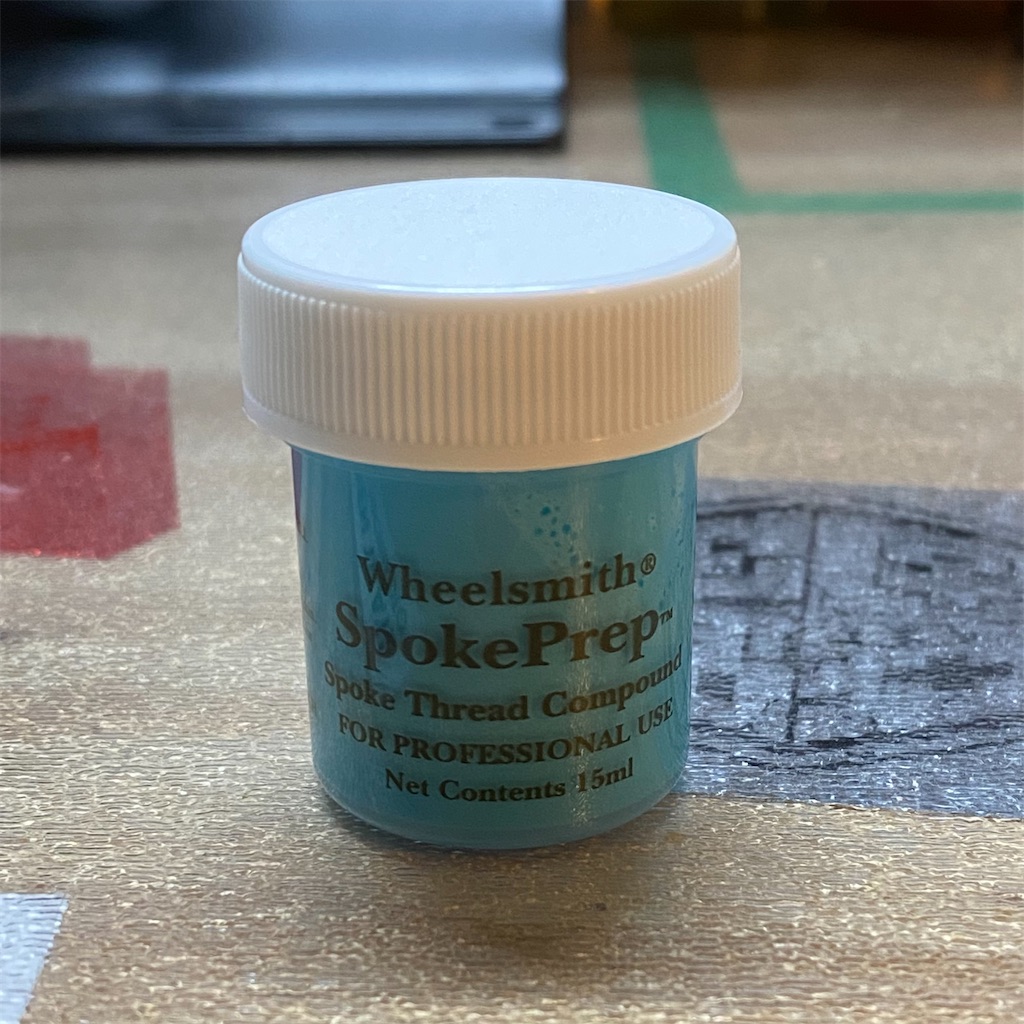 Wheelsmith®
SpokePrep™
Spoke Thread Compound
FOR PROFESSIONAL USE
Net Contents 15ml